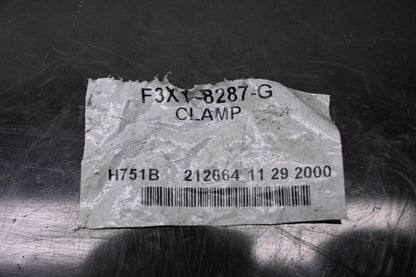 F3XY-8287-G
CLAMP
H751B 212664 11 29 2000